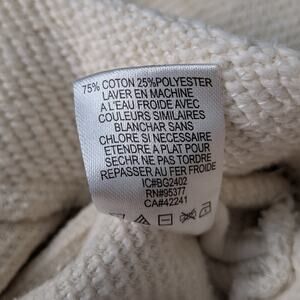 75% COTON 25%POLYESTER
LAVER EN MACHINE
A L'EAU FROIDE AVEC
COULEURS SIMILAIRES
BLANCHAR SANS
CHLORE SI NECESSAIRE
ETENDRE A PLAT POUR
SECHR NE PAS TORDRE
REPASSER AU FER FROIDE
IC#BG2402
RN#95377
CA#42241